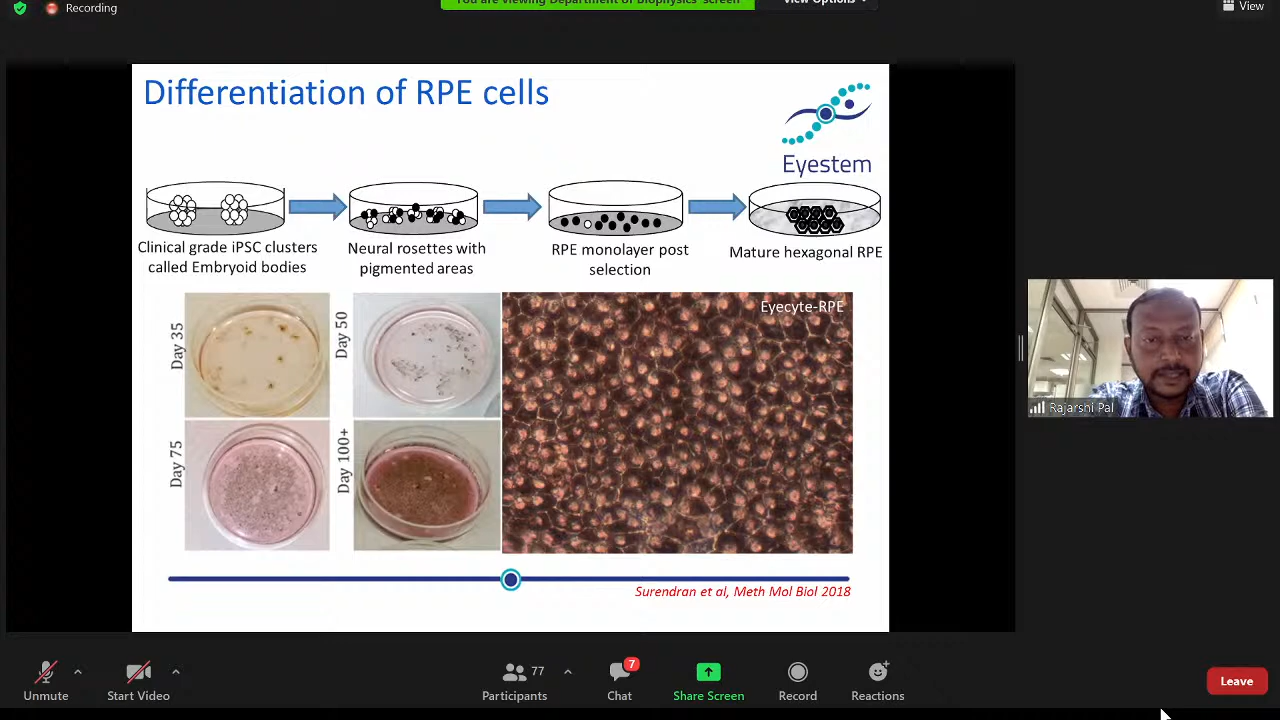 Recording
You are viewing Department of Biophysics' screen
View Options
View
Differentiation of RPE cells
Eyestem
Clinical grade iPSC clusters
called Embryoid bodies
Neural rosettes with
pigmented areas
RPE monolayer post
selection
Mature hexagonal RPE
Day 35
Day 50
Eyecyte-RPE
Day 75
Day 100+
Surendran et al, Meth Mol Biol 2018
Rajarshi Pal
Unmute
Start Video
77
Participants
7
Chat
Share Screen
Record
Reactions
Leave